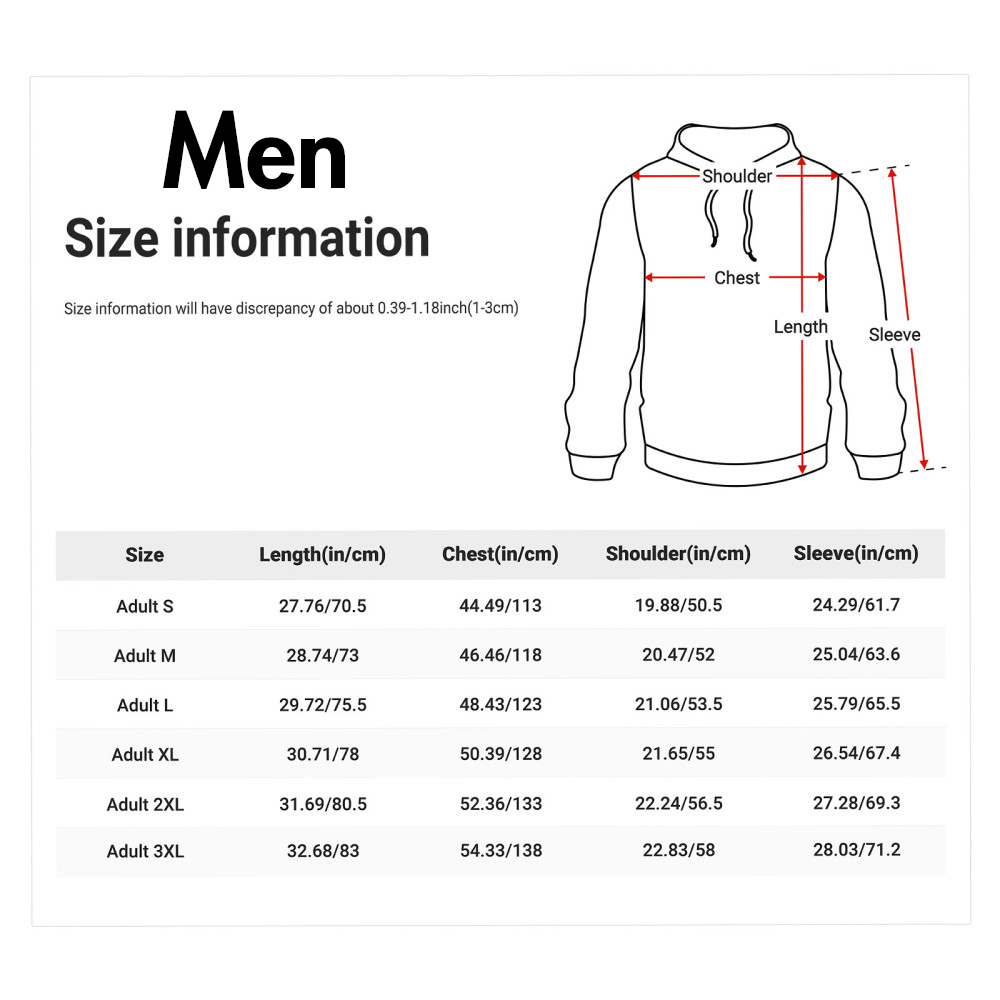 Men
Size information
Size information will have discrepancy of about 0.39-1.18inch(1-3cm)
Shoulder
Chest
Length
Sleeve
Size Length(in/cm) Chest(in/cm) Shoulder(in/cm) Sleeve(in/cm)
Adult S 27.76/70.5 44.49/113 19.88/50.5 24.29/61.7
Adult M 28.74/73 46.46/118 20.47/52 25.04/63.6
Adult L 29.72/75.5 48.43/123 21.06/53.5 25.79/65.5
Adult XL 30.71/78 50.39/128 21.65/55 26.54/67.4
Adult 2XL 31.69/80.5 52.36/133 22.24/56.5 27.28/69.3
Adult 3XL 32.68/83 54.33/138 22.83/58 28.03/71.2